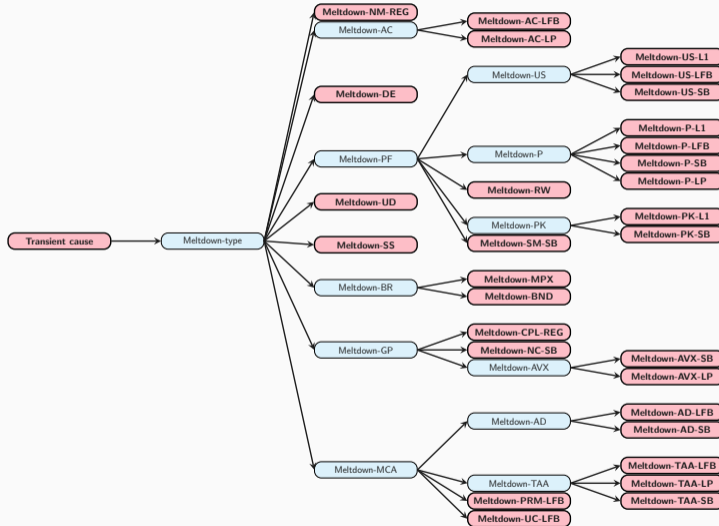 Transient cause
Meltdown-type
Meltdown-NM-REG
Meltdown-AC
Meltdown-AC-LFB
Meltdown-AC-LP
Meltdown-DE
Meltdown-PF
Meltdown-US
Meltdown-US-L1
Meltdown-US-LFB
Meltdown-US-SB
Meltdown-P
Meltdown-P-L1
Meltdown-P-LFB
Meltdown-P-SB
Meltdown-P-LP
Meltdown-RW
Meltdown-PK
Meltdown-PK-L1
Meltdown-PK-SB
Meltdown-SM-SB
Meltdown-UD
Meltdown-SS
Meltdown-BR
Meltdown-MPX
Meltdown-BND
Meltdown-GP
Meltdown-CPL-REG
Meltdown-NC-SB
Meltdown-AVX
Meltdown-AVX-SB
Meltdown-AVX-LP
Meltdown-MCA
Meltdown-AD
Meltdown-AD-LFB
Meltdown-AD-SB
Meltdown-TAA
Meltdown-TAA-LFB
Meltdown-TAA-LP
Meltdown-TAA-SB
Meltdown-PRM-LFB
Meltdown-UC-LFB